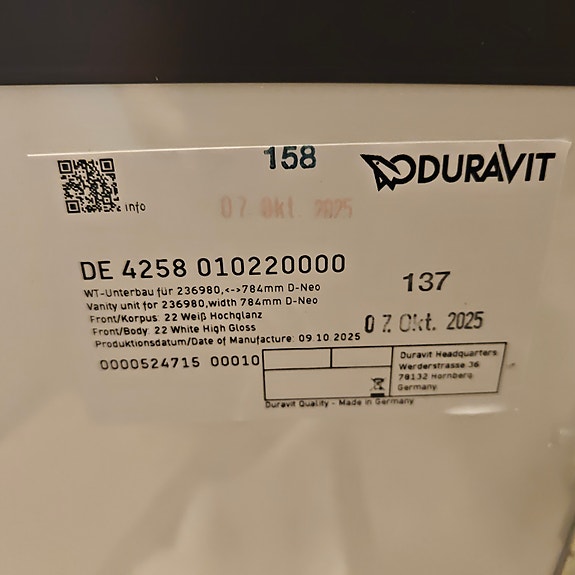 158
DURAVIT
info
07. Okt. 2025
DE 4258 010220000
137
WT-Unterbau für 236980,<->784mm D-Neo
Vanity unit for 236980,width 784mm D-Neo
Front/Korpus: 22 Weiß Hochglanz
Front/Body: 22 White High Gloss
07. Okt. 2025
Produktionsdatum/Date of Manufacture: 09 10 2025
0000524715 00010
Duravit Headquarters
Werderstrasse 36
78132 Hornberg
Germany
Duravit Quality - Made in Germany